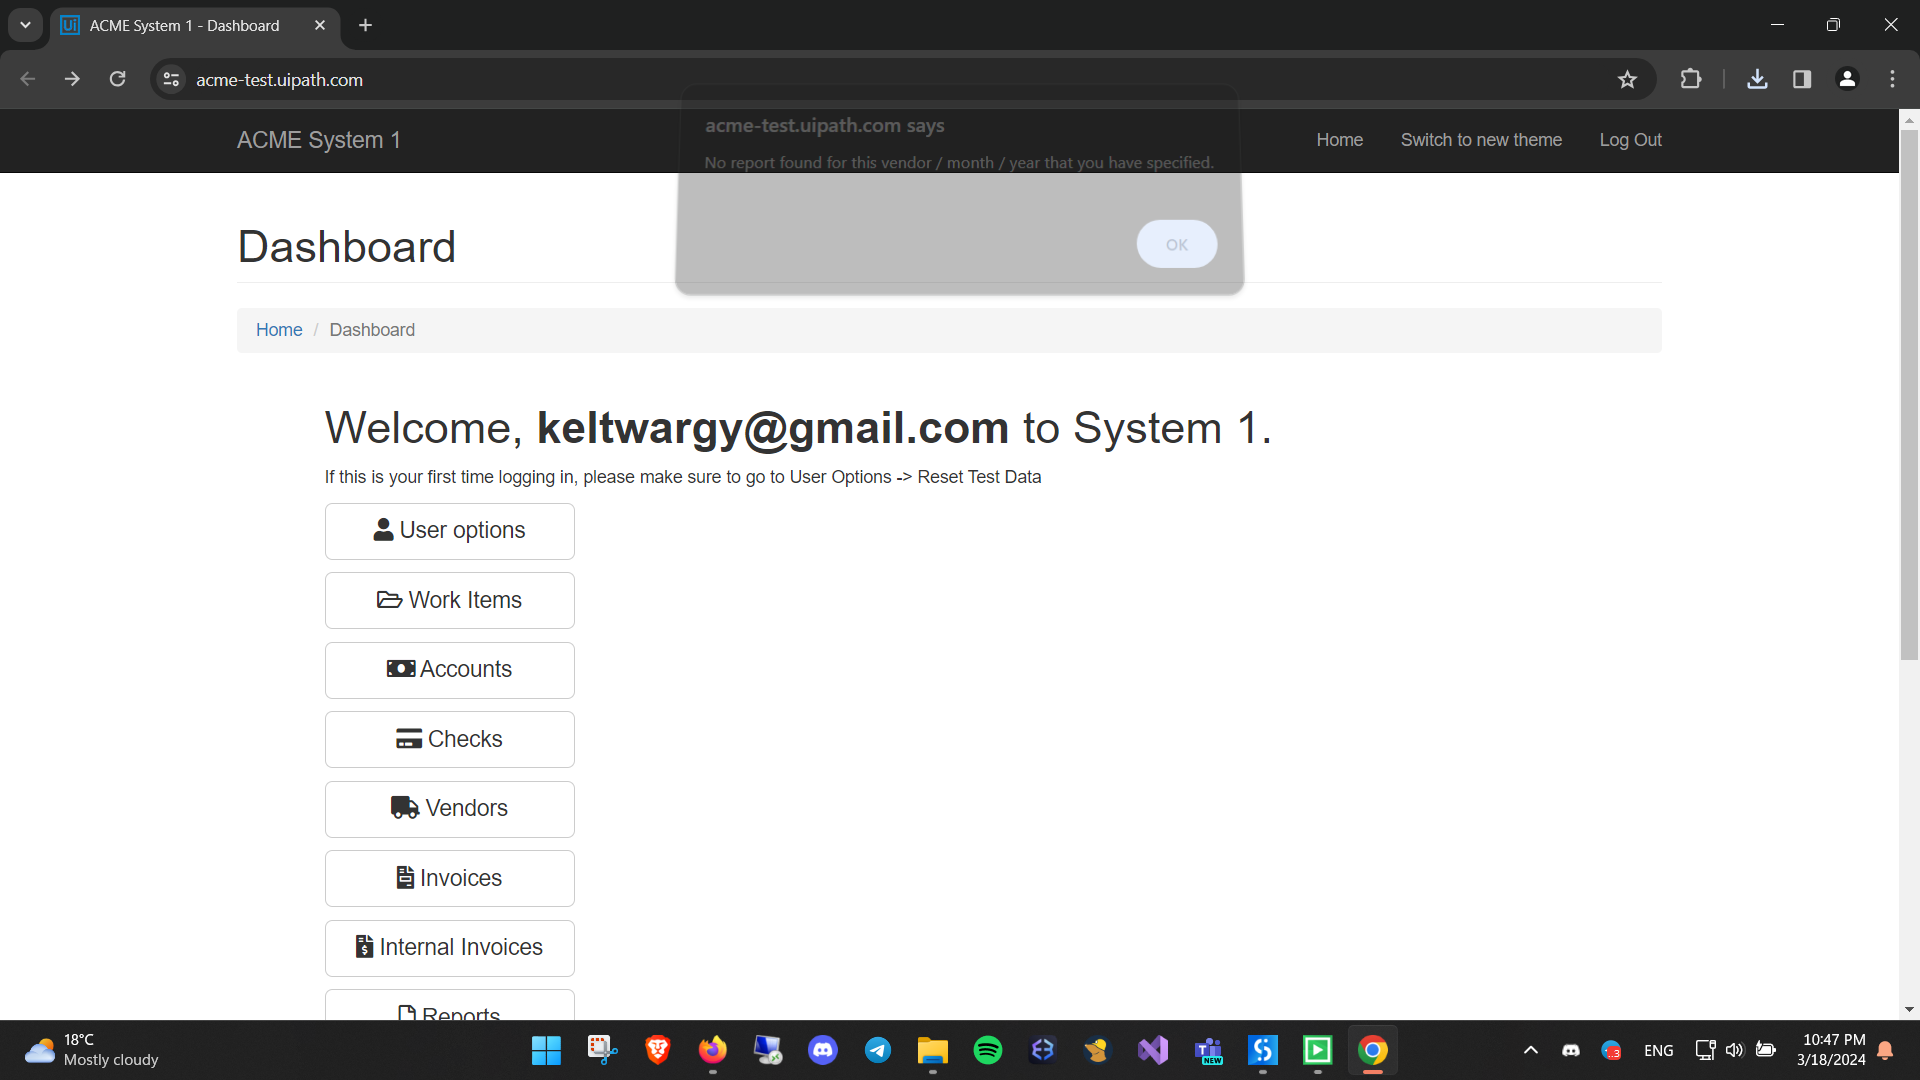 ACME System 1 - Dashboard
acme-test.uipath.com
ACME System 1
acme-test.uipath.com says
No report found for this vendor / month / year that you have specified.
OK
Home
Switch to new theme
Log Out
Dashboard
Home / Dashboard
Welcome, keltwargy@gmail.com to System 1.
If this is your first time logging in, please make sure to go to User Options -> Reset Test Data
User options
Work Items
Accounts
Checks
Vendors
Invoices
Internal Invoices
Reports
18°C
Mostly cloudy
NEW
ENG
10:47 PM
3/18/2024